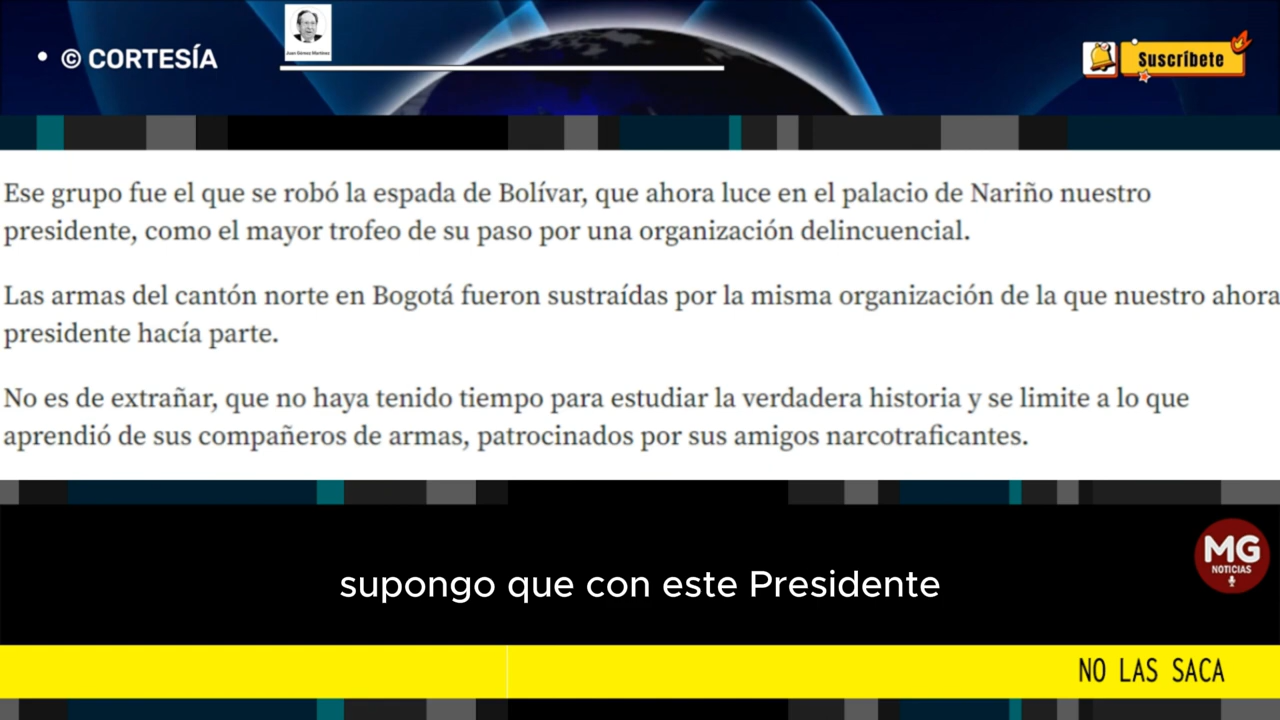 • © CORTESÍA
Juan Gómez Martínez
Suscríbete
Ese grupo fue el que se robó la espada de Bolívar, que ahora luce en el palacio de Nariño nuestro
presidente, como el mayor trofeo de su paso por una organización delincuencial.
Las armas del cantón norte en Bogotá fueron sustraídas por la misma organización de la que nuestro ahora
presidente hacía parte.
No es de extrañar, que no haya tenido tiempo para estudiar la verdadera historia y se limite a lo que
aprendió de sus compañeros de armas, patrocinados por sus amigos narcotraficantes.
MG
NOTICIAS
supongo que con este Presidente
NO LAS SACA